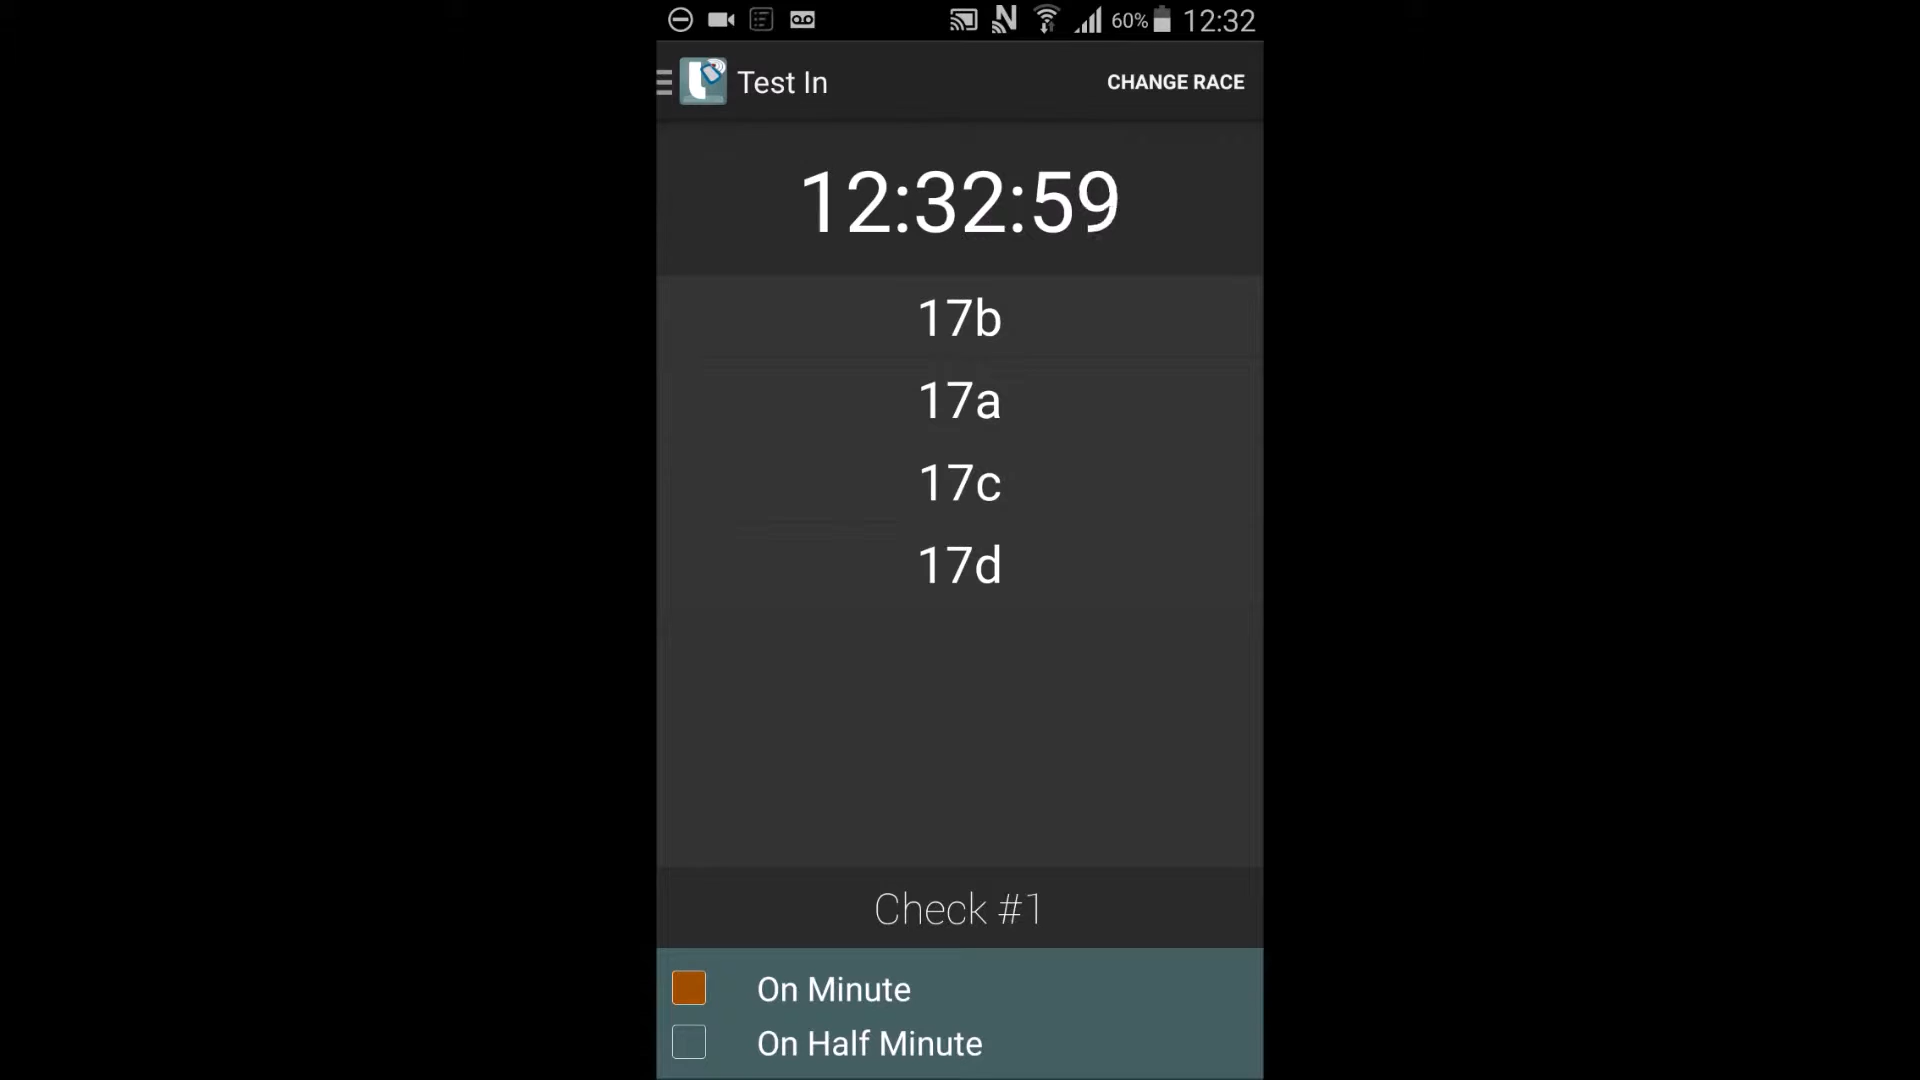 60% 12:32
Test In CHANGE RACE
12:32:59
17b
17a
17c
17d
Check #1
On Minute
On Half Minute